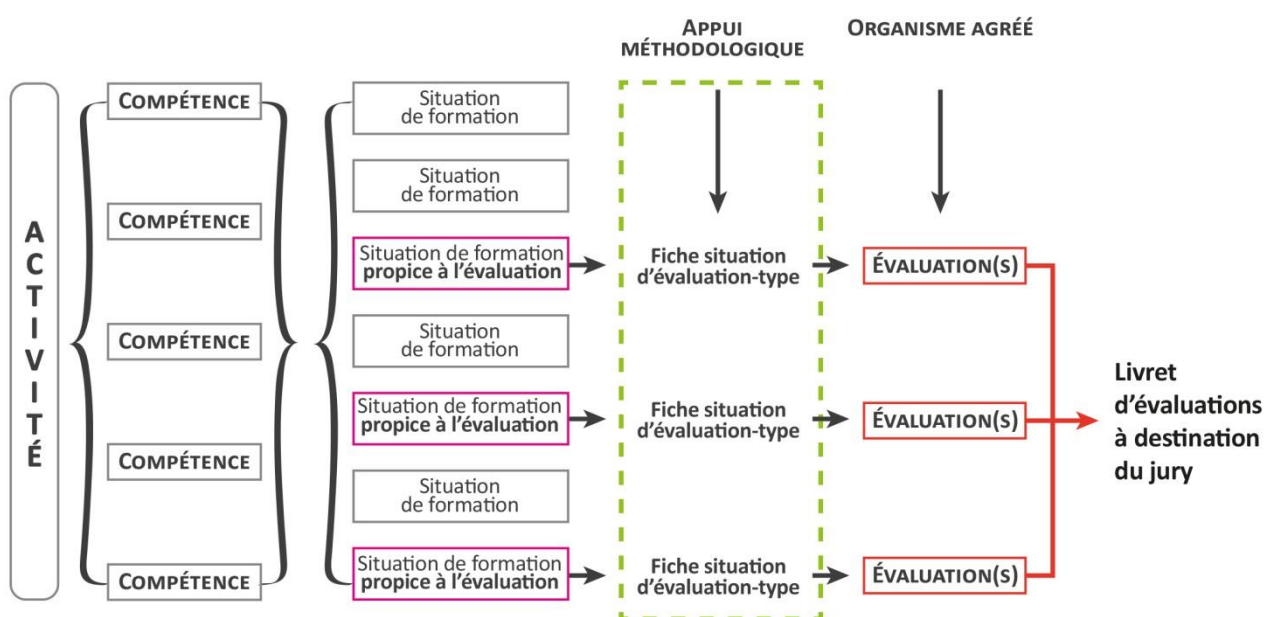 APPUI
MÉTHODOLOGIQUE
ORGANISME AGRÉÉ
ACTIVITÉ
COMPÉTENCE
COMPÉTENCE
COMPÉTENCE
COMPÉTENCE
COMPÉTENCE
Situation
de formation
Situation
de formation
Situation de formation
propice à l'évaluation
Situation
de formation
Situation de formation
propice à l'évaluation
Situation
de formation
Situation de formation
propice à l'évaluation
Fiche situation
d'évaluation-type
Fiche situation
d'évaluation-type
Fiche situation
d'évaluation-type
ÉVALUATION(S)
ÉVALUATION(S)
ÉVALUATION(S)
Livret
d'évaluations
à destination
du jury